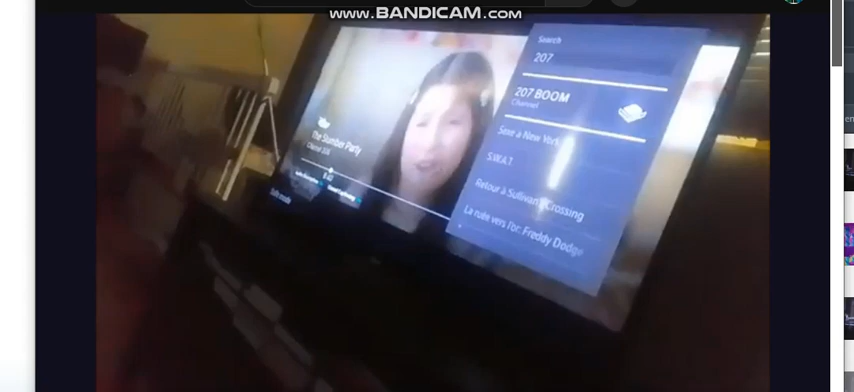 www.BANDICAM.com
Search
207
207 BOOM
Channel
Sexe à New York
S.W.A.T
Retour à Sullivan's Crossing
La ruée vers l'or: Freddy Dodge
The Slumber Party